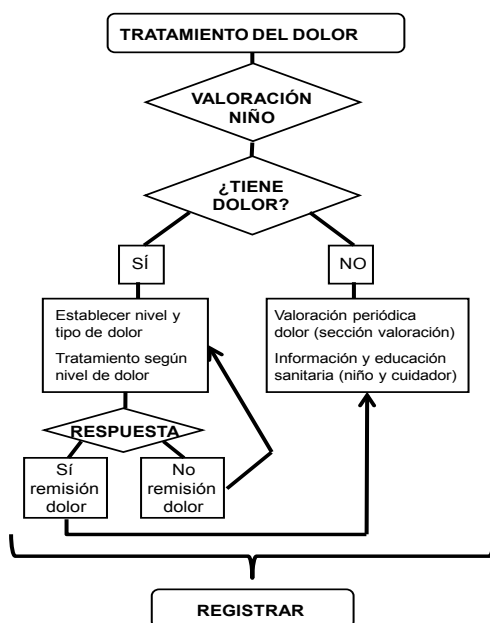 TRATAMIENTO DEL DOLOR
VALORACIÓN
NIÑO
¿TIENE
DOLOR?
SÍ
NO
Establecer nivel y
tipo de dolor
Tratamiento según
nivel de dolor
Valoración periódica
dolor (sección valoración)
Información y educación
sanitaria (niño y cuidador)
RESPUESTA
Sí
remisión
dolor
No
remisión
dolor
REGISTRAR